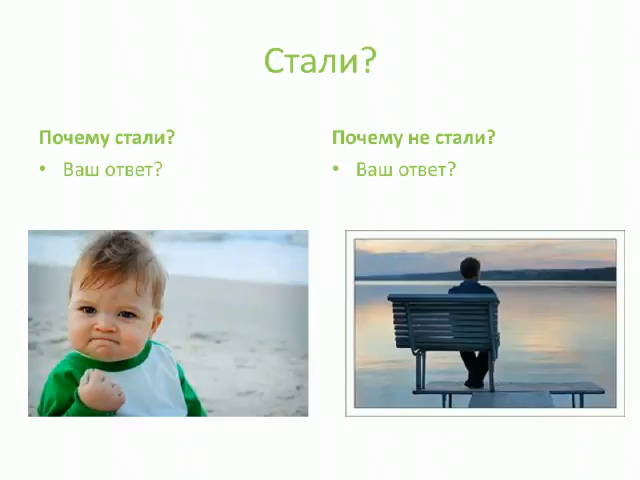 Стали?
Почему стали?
• Ваш ответ?
Почему не стали?
• Ваш ответ?